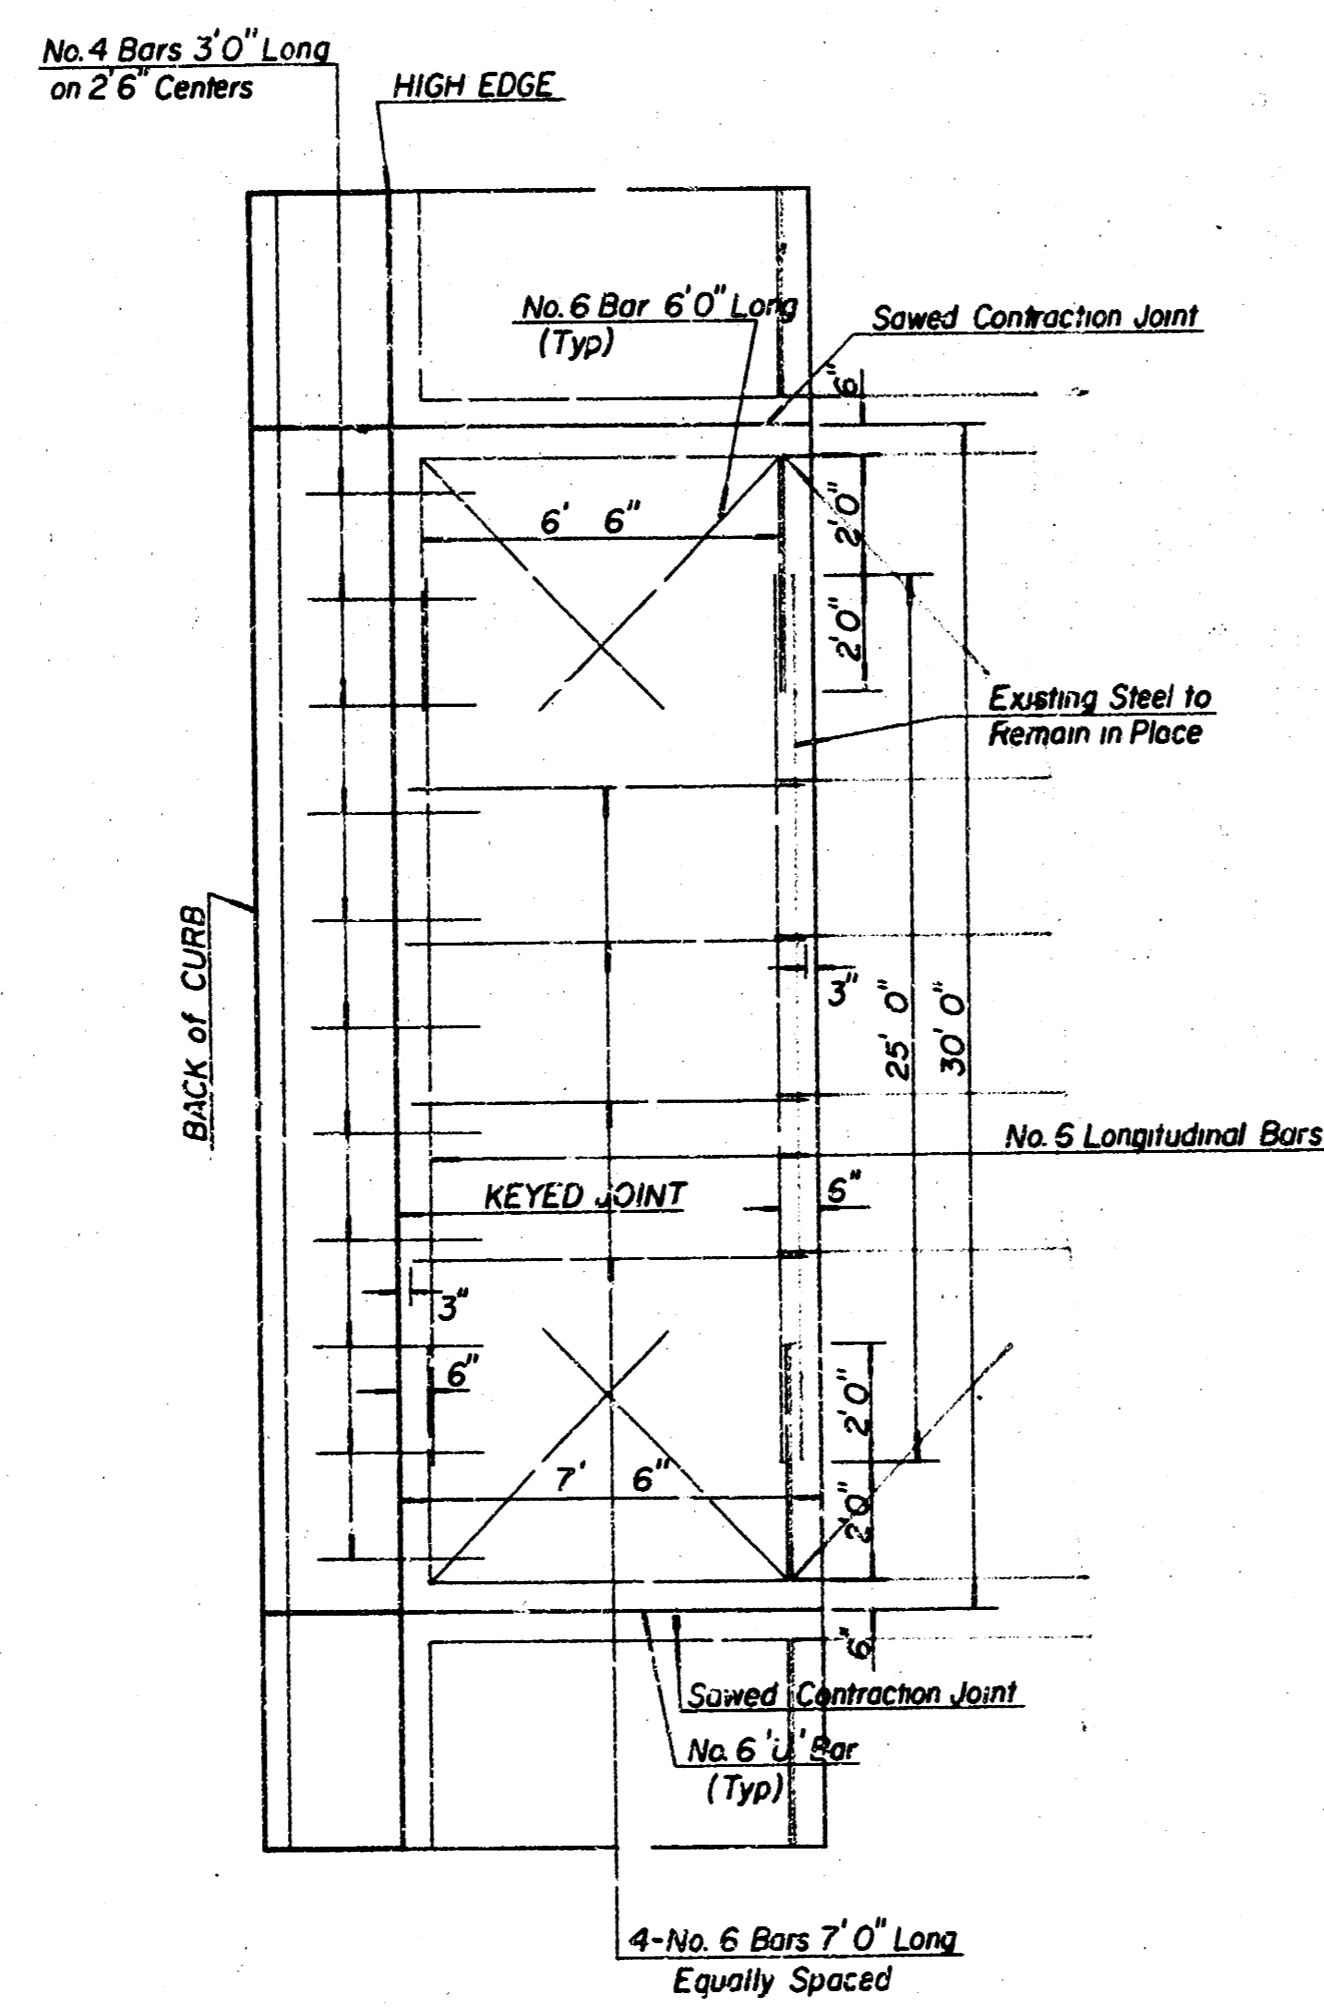 No. 4 Bars 3'0" Long
on 2'6" Centers
HIGH EDGE
No. 6 Bar 6'0" Long
(Typ)
Sawed Contraction Joint
6"
6' 6"
2'0"
2'0"
Existing Steel to
Remain in Place
BACK of CURB
3"
25' 0"
30' 0"
No. 5 Longitudinal Bars
KEYED JOINT
6"
3"
6"
2'0"
7' 6"
2'0"
6"
Sawed Contraction Joint
No. 6 'U' Bar
(Typ)
4-No. 6 Bars 7' 0" Long
Equally Spaced